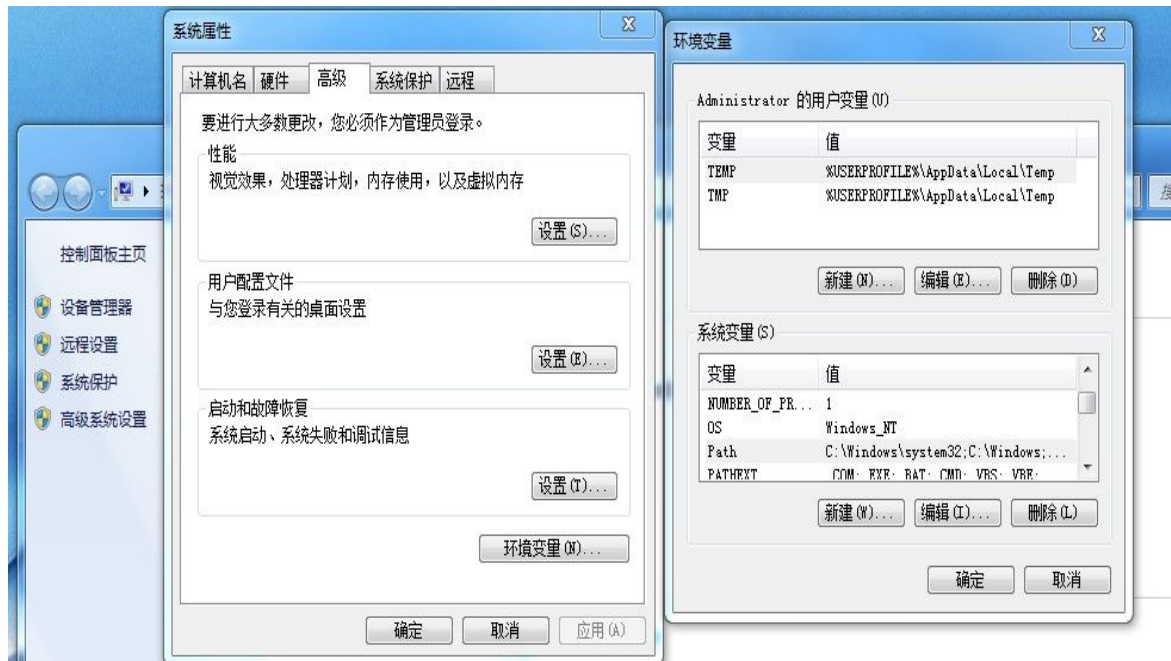 系统属性
计算机名 硬件 高级 系统保护 远程
要进行大多数更改，您必须作为管理员登录。
性能
视觉效果，处理器计划，内存使用，以及虚拟内存
设置(S)...
用户配置文件
与您登录有关的桌面设置
设置(E)...
启动和故障恢复
系统启动、系统失败和调试信息
设置(T)...
环境变量(N)...
确定 取消 应用(A)
控制面板主页
设备管理器
远程设置
系统保护
高级系统设置
环境变量
Administrator 的用户变量(U)
变量 值
TEMP %USERPROFILE%\AppData\Local\Temp
TMP %USERPROFILE%\AppData\Local\Temp
新建(N)... 编辑(E)... 删除(D)
系统变量(S)
变量 值
NUMBER_OF_PR... 1
OS Windows_NT
Path C:\Windows\system32;C:\Windows;...
PATHEXT .COM;.EXE;.BAT;.CMD;.VBS;.VBE;
新建(W)... 编辑(I)... 删除(L)
确定 取消